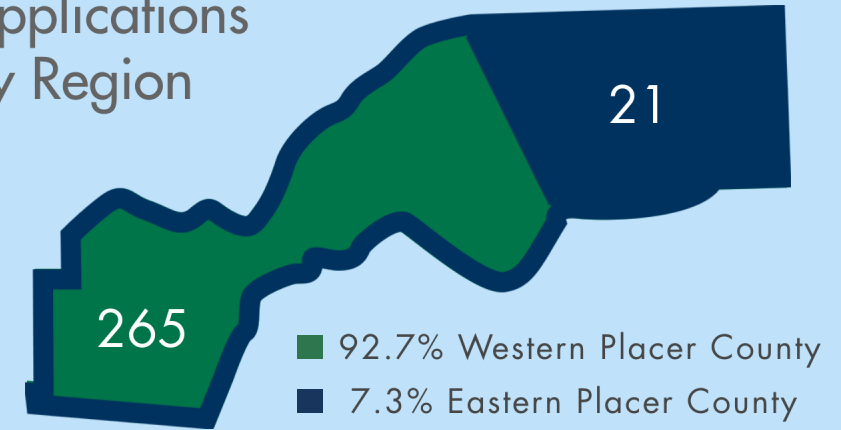 pplications
y Region
21
265
92.7% Western Placer County
7.3% Eastern Placer County